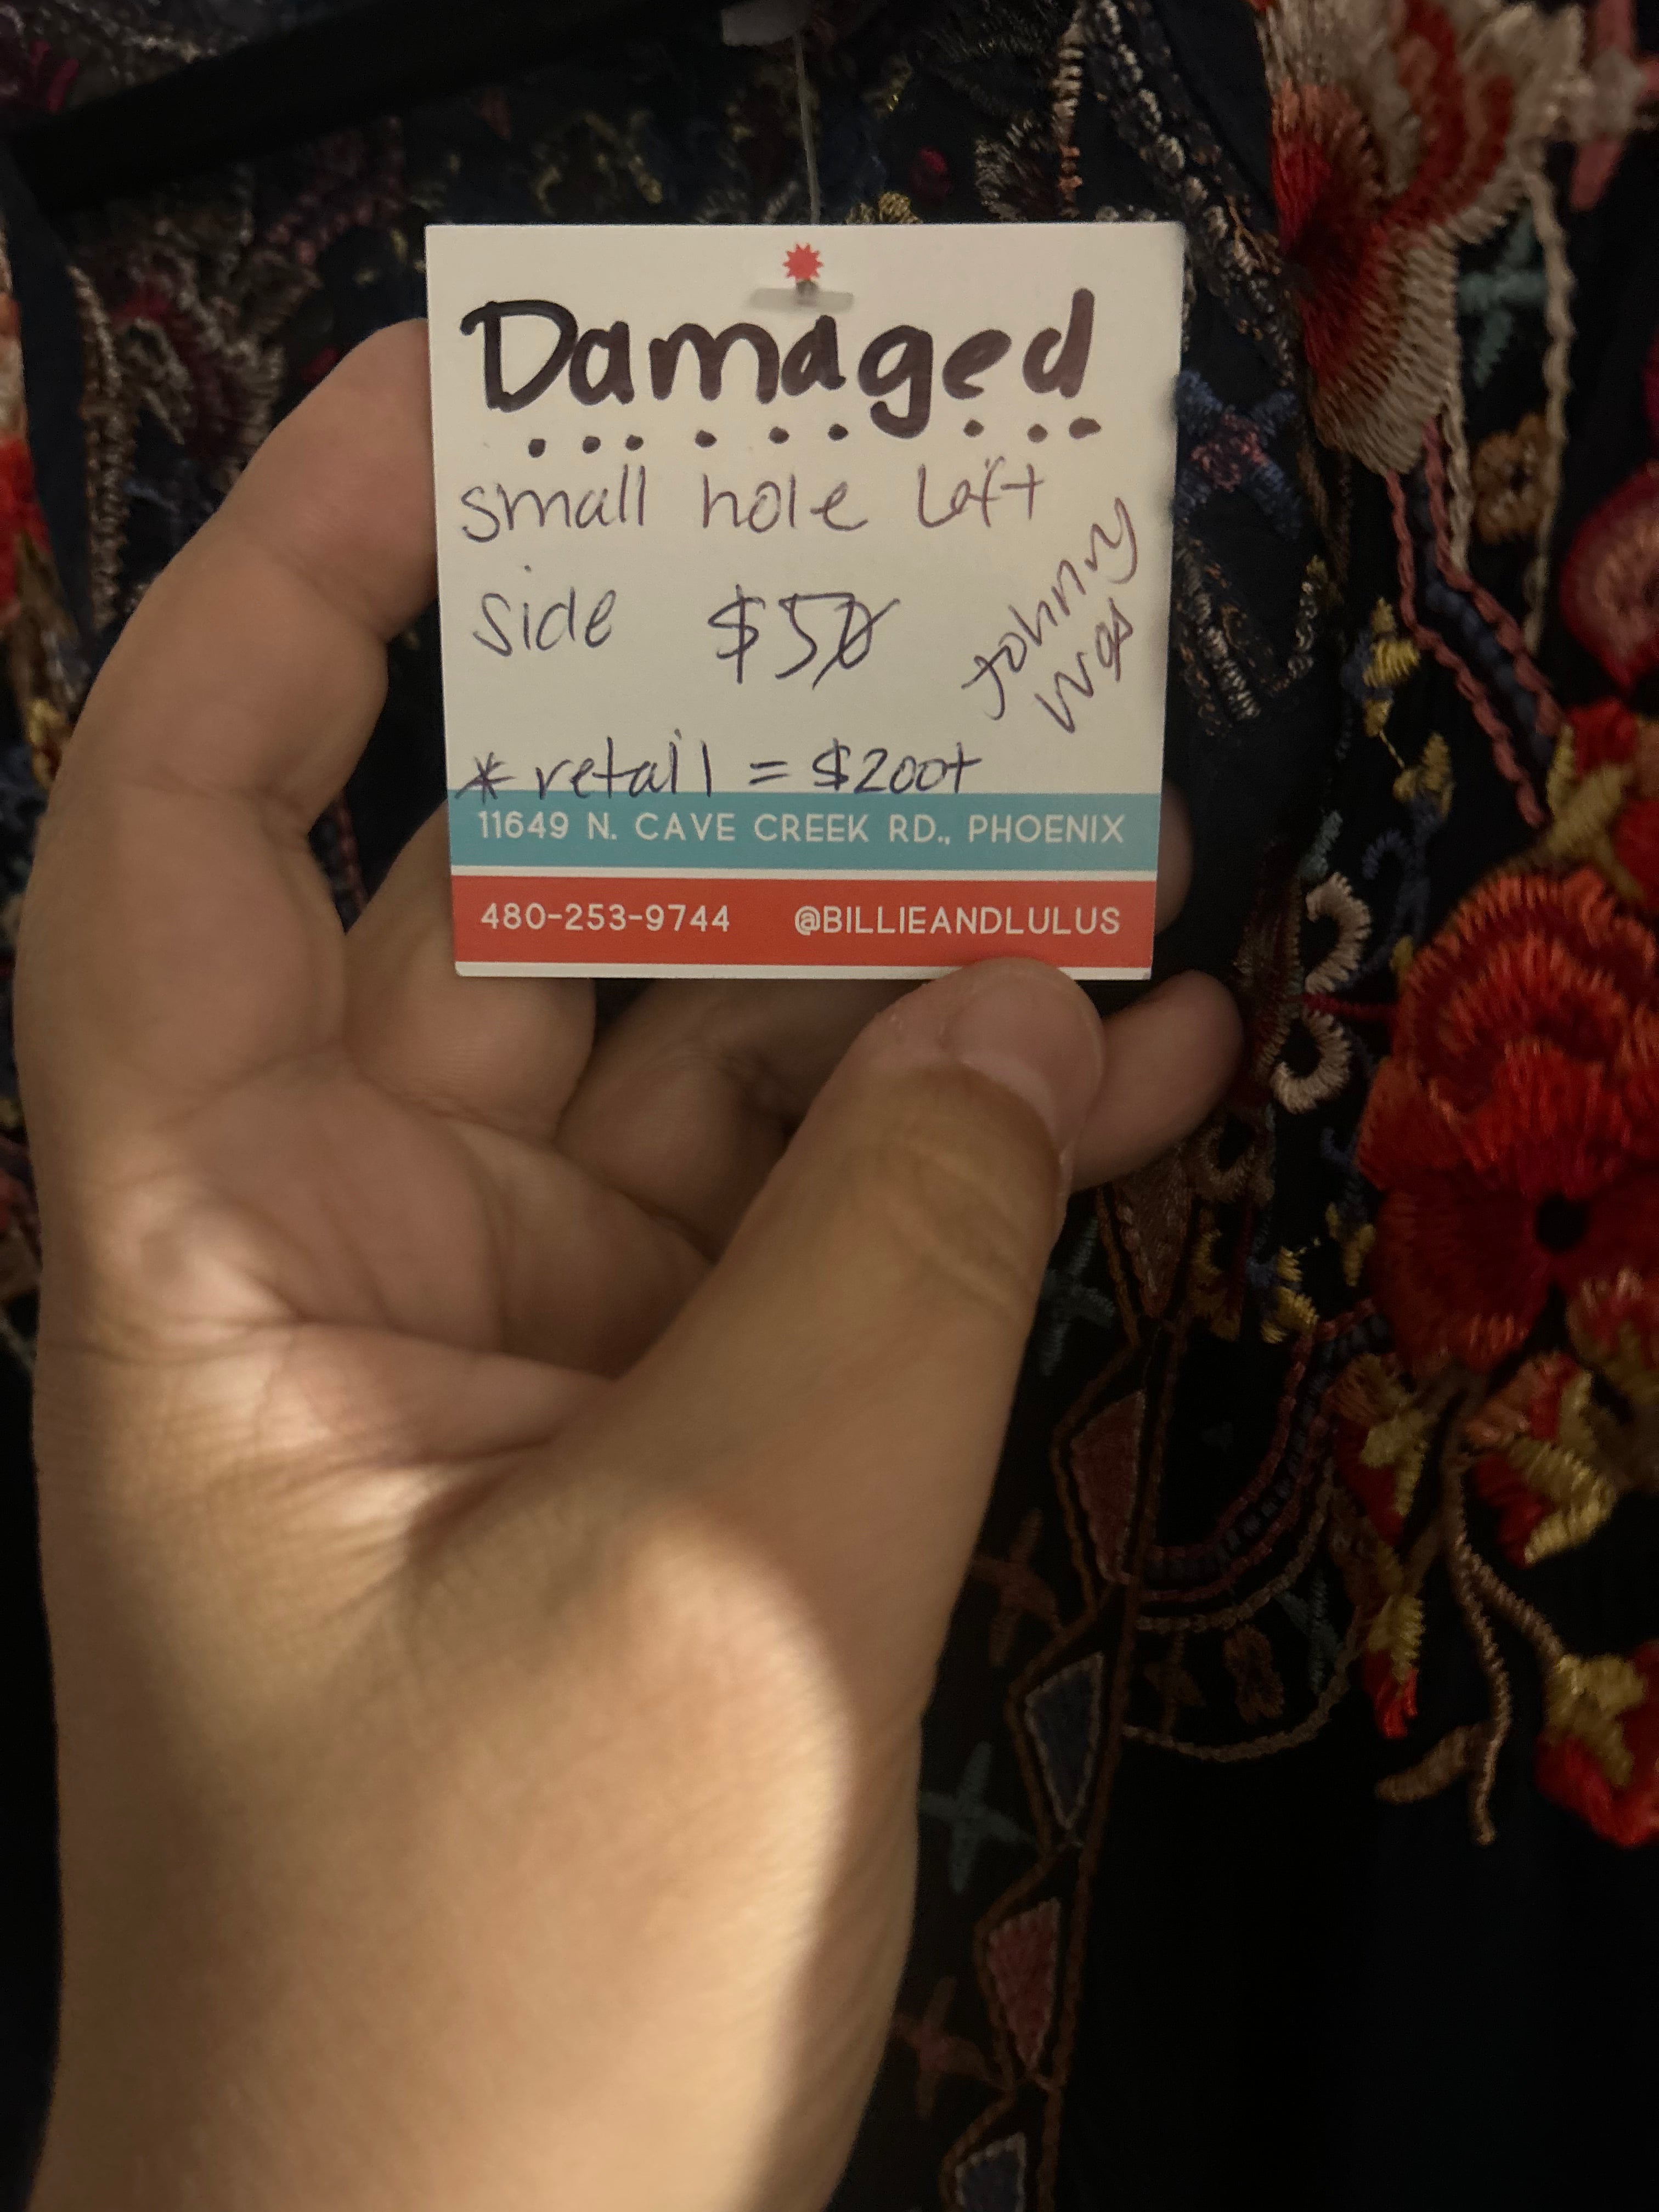 Damaged
small hole left
side $50
Johnny
Was
* retail = $200+
11649 N. CAVE CREEK RD., PHOENIX
480-253-9744 @BILLIEANDLULUS